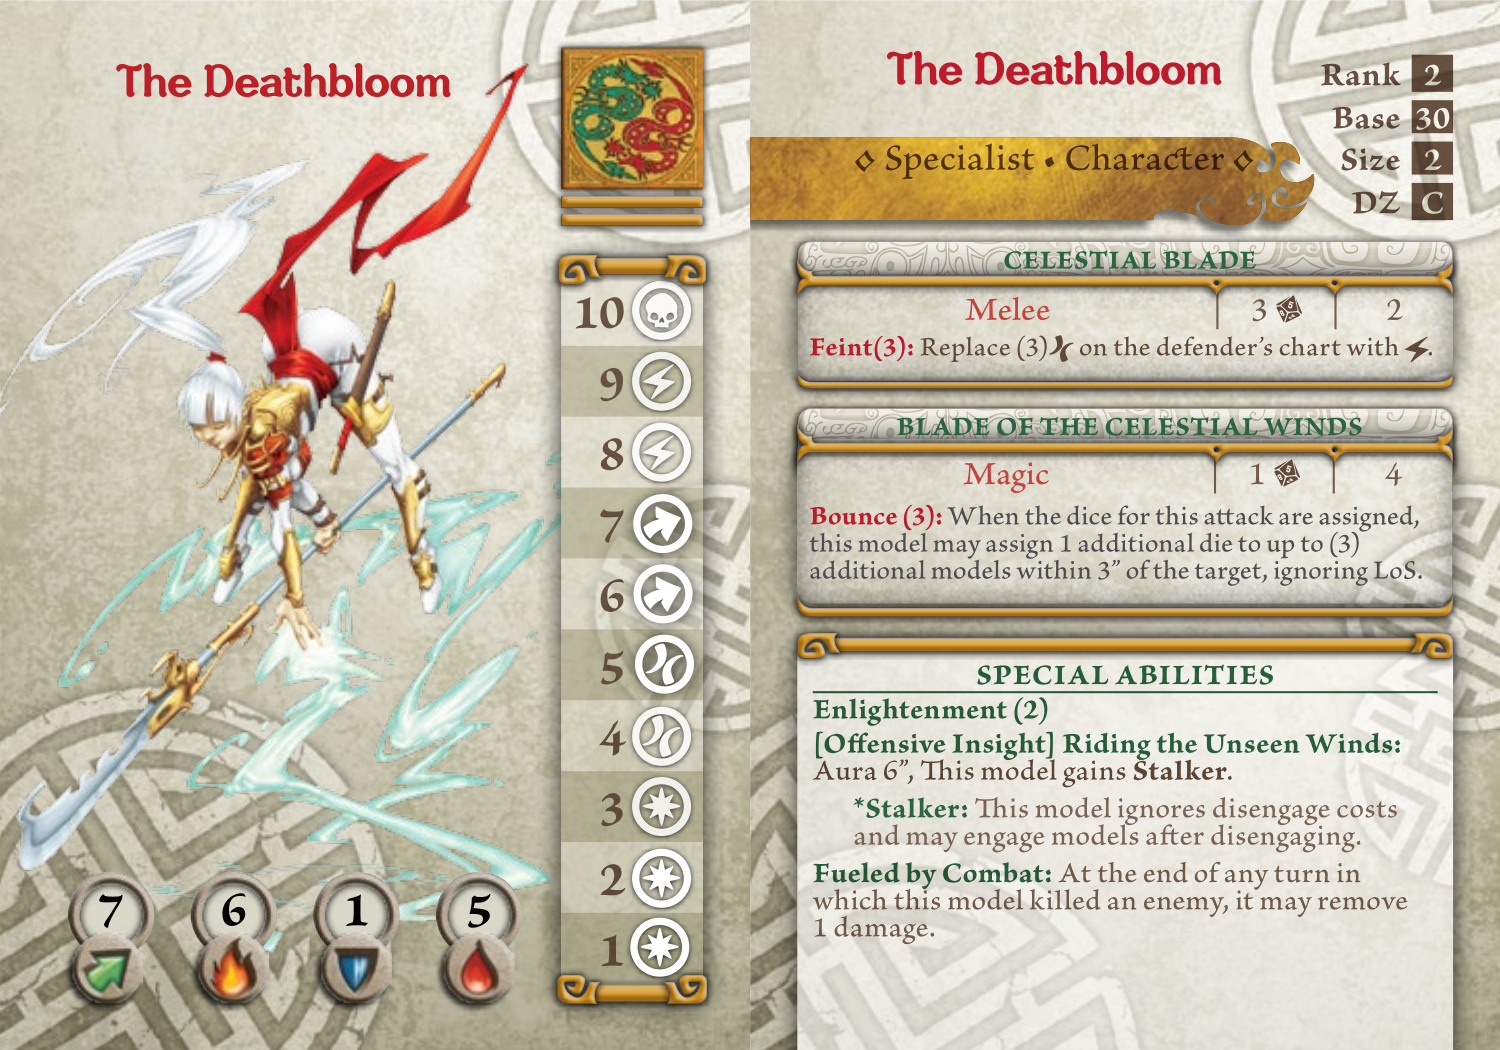 The Deathbloom
10
9
8
7
6
5
4
3
2
1
7 6 1 5
The Deathbloom
Rank 2
Base 30
Size 2
DZ C
Specialist • Character
CELESTIAL BLADE
Melee 3 2
Feint(3): Replace (3) on the defender's chart with .
BLADE OF THE CELESTIAL WINDS
Magic 1 4
Bounce (3): When the dice for this attack are assigned,
this model may assign 1 additional die to up to (3)
additional models within 3” of the target, ignoring LoS.
SPECIAL ABILITIES
Enlightenment (2)
[Offensive Insight] Riding the Unseen Winds:
Aura 6”, This model gains Stalker.
*Stalker: This model ignores disengage costs
and may engage models after disengaging.
Fueled by Combat: At the end of any turn in
which this model killed an enemy, it may remove
1 damage.